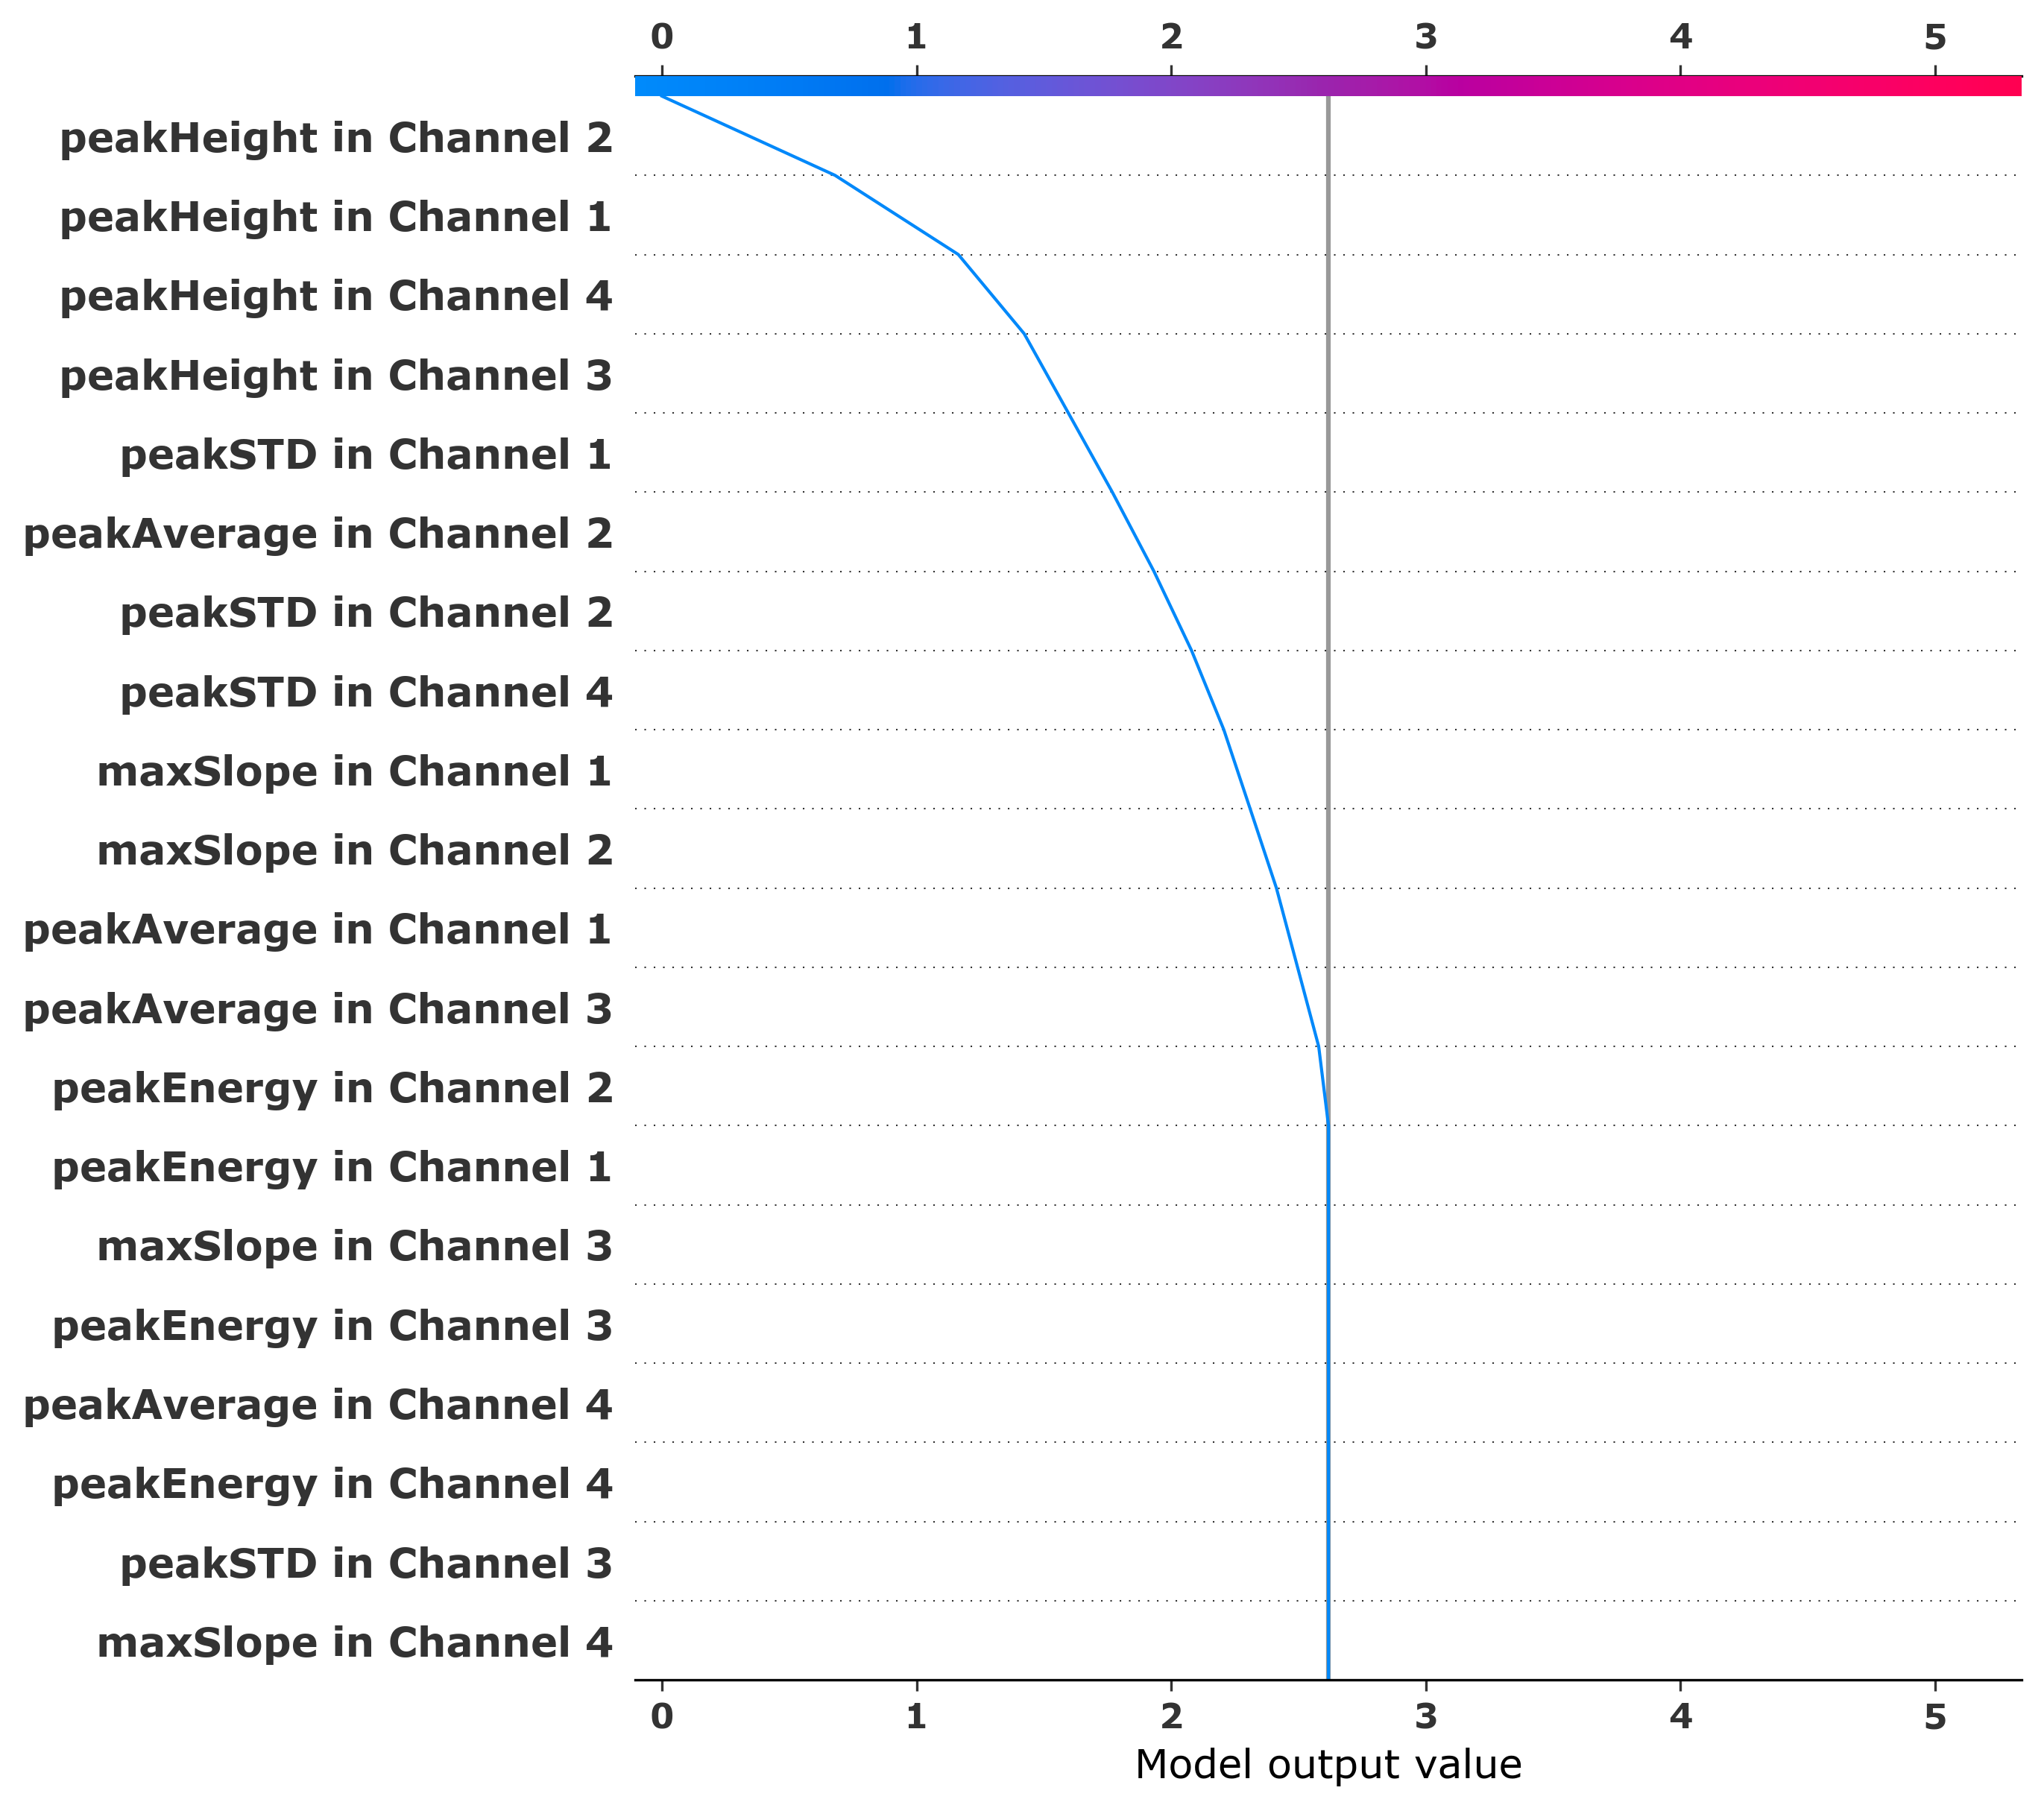 0 1 2 3 4 5
peakHeight in Channel 2
peakHeight in Channel 1
peakHeight in Channel 4
peakHeight in Channel 3
peakSTD in Channel 1
peakAverage in Channel 2
peakSTD in Channel 2
peakSTD in Channel 4
maxSlope in Channel 1
maxSlope in Channel 2
peakAverage in Channel 1
peakAverage in Channel 3
peakEnergy in Channel 2
peakEnergy in Channel 1
maxSlope in Channel 3
peakEnergy in Channel 3
peakAverage in Channel 4
peakEnergy in Channel 4
peakSTD in Channel 3
maxSlope in Channel 4
0 1 2 3 4 5
Model output value